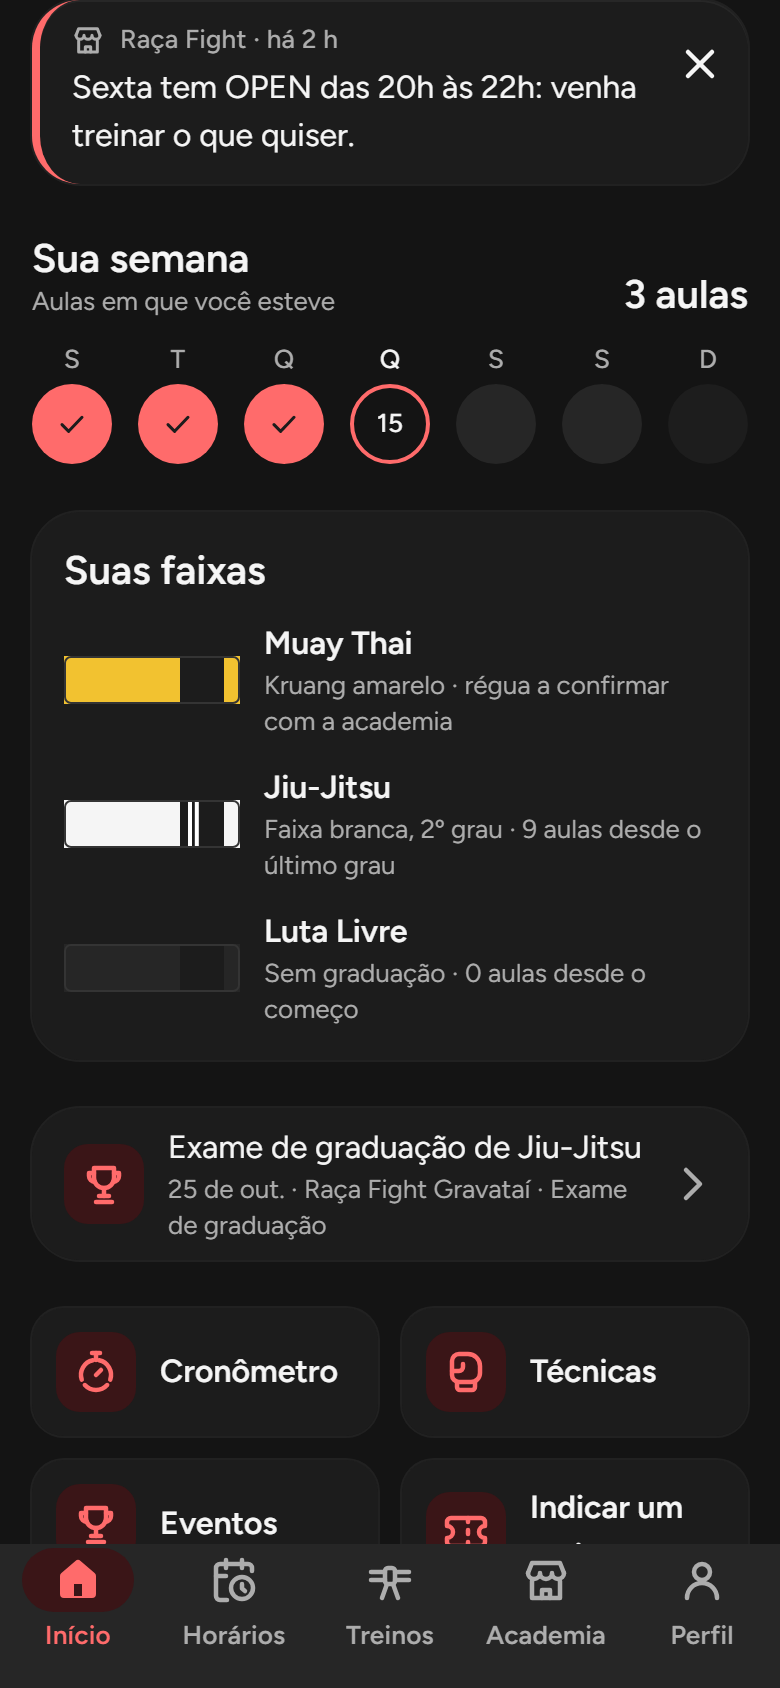 Raça Fight · há 2 h
Sexta tem OPEN das 20h às 22h: venha
treinar o que quiser.
Sua semana
Aulas em que você esteve
3 aulas
S T Q Q S S D
15
Suas faixas
Muay Thai
Kruang amarelo · régua a confirmar
com a academia
Jiu-Jitsu
Faixa branca, 2º grau · 9 aulas desde o
último grau
Luta Livre
Sem graduação · 0 aulas desde o
começo
Exame de graduação de Jiu-Jitsu
25 de out. · Raça Fight Gravataí · Exame
de graduação
Cronômetro
Técnicas
Eventos
Indicar um
Início
Horários
Treinos
Academia
Perfil